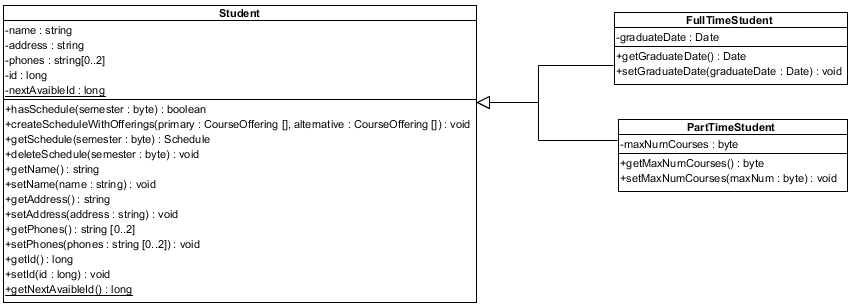 Student
-name : string
-address : string
-phones : string[0..2]
-id : long
-nextAvaibleId : long
+hasSchedule(semester : byte) : boolean
+createScheduleWithOfferings(primary : CourseOffering [], alternative : CourseOffering []) : void
+getSchedule(semester : byte) : Schedule
+deleteSchedule(semester : byte) : void
+getName() : string
+setName(name : string) : void
+getAddress() : string
+setAddress(address : string) : void
+getPhones() : string [0..2]
+setPhones(phones : string [0..2]) : void
+getId() : long
+setId(id : long) : void
+getNextAvaibleId() : long
FullTimeStudent
-graduateDate : Date
+getGraduateDate() : Date
+setGraduateDate(graduateDate : Date) : void
PartTimeStudent
-maxNumCourses : byte
+getMaxNumCourses() : byte
+setMaxNumCourses(maxNum : byte) : void